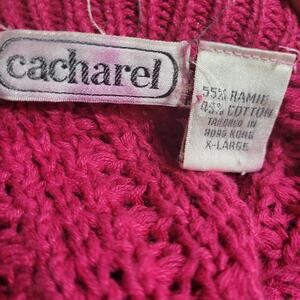 cacharel
55% RAMIE
45% COTTON
TAILORED IN
HONG KONG
X-LARGE